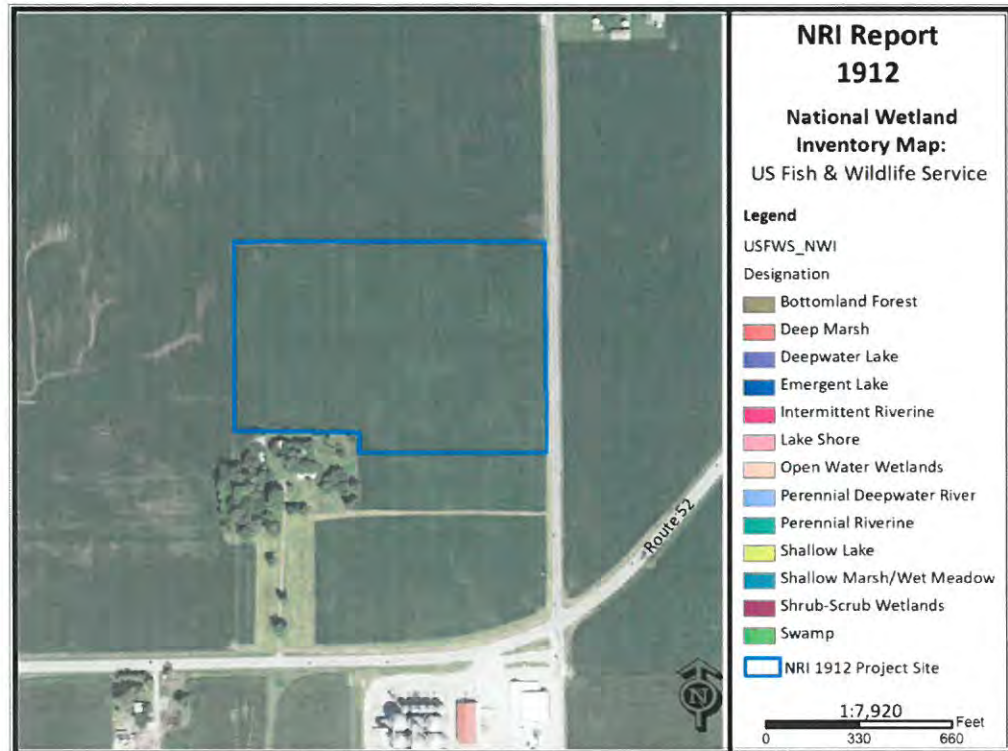 NRI Report
1912
National Wetland
Inventory Map:
US Fish & Wildlife Service
Legend
USFWS_NWI
Designation
Bottomland Forest
Deep Marsh
Deepwater Lake
Emergent Lake
Intermittent Riverine
Lake Shore
Open Water Wetlands
Perennial Deepwater River
Perennial Riverine
Shallow Lake
Shallow Marsh/Wet Meadow
Shrub-Scrub Wetlands
Swamp
NRI 1912 Project Site
1:7,920
Feet
0 330 660
Route 52
N